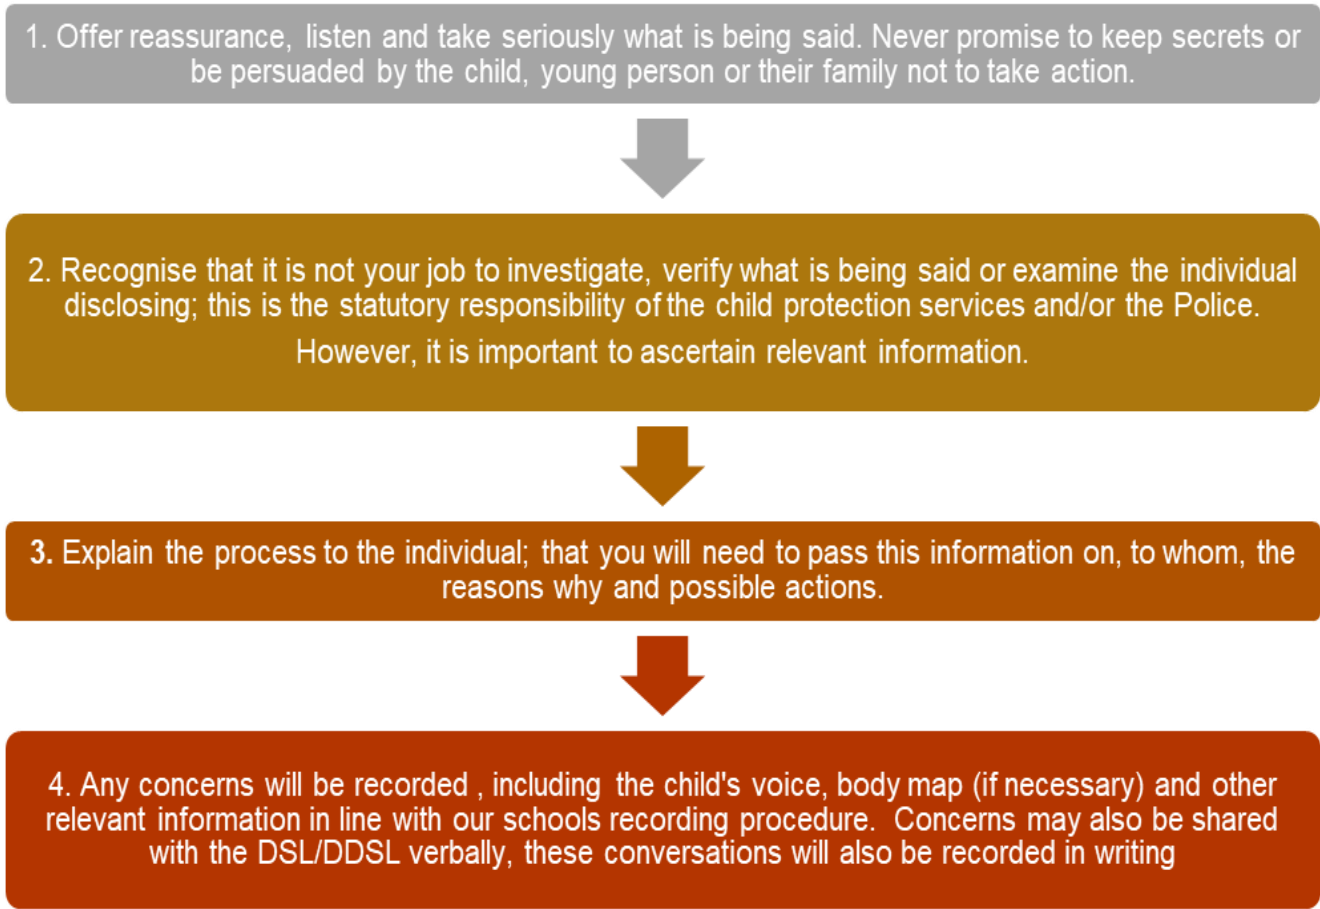 1. Offer reassurance, listen and take seriously what is being said. Never promise to keep secrets or
be persuaded by the child, young person or their family not to take action.
2. Recognise that it is not your job to investigate, verify what is being said or examine the individual
disclosing; this is the statutory responsibility of the child protection services and/or the Police.
However, it is important to ascertain relevant information.
3. Explain the process to the individual; that you will need to pass this information on, to whom, the
reasons why and possible actions.
4. Any concerns will be recorded , including the child's voice, body map (if necessary) and other
relevant information in line with our schools recording procedure.  Concerns may also be shared
with the DSL/DDSL verbally, these conversations will also be recorded in writing